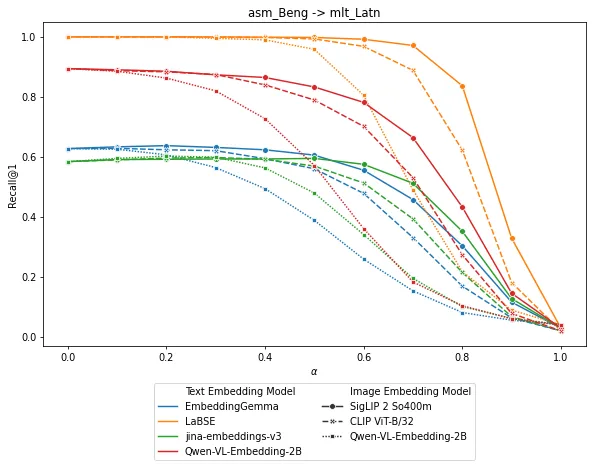 asm_Beng -> mlt_Latn
Recall@1
1.0
0.8
0.6
0.4
0.2
0.0
0.0 0.2 0.4 0.6 0.8 1.0
α
Text Embedding Model
EmbeddingGemma
LaBSE
jina-embeddings-v3
Qwen-VL-Embedding-2B
Image Embedding Model
SigLIP 2 So400m
CLIP ViT-B/32
Qwen-VL-Embedding-2B